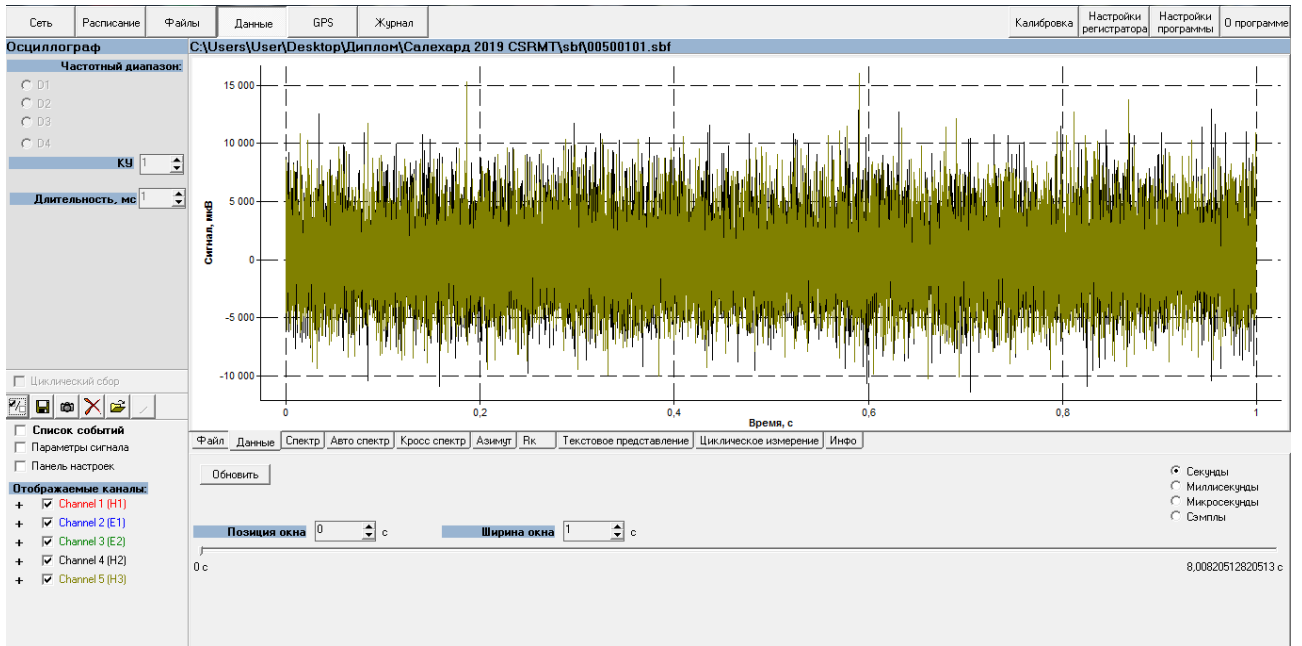 Сеть Расписание Файлы Данные GPS Журнал Калибровка Настройки регистратора Настройки программы О программе
Осциллограф C:\Users\User\Desktop\Диплом\Салехард 2019 CSRMT\sbf\00500101.sbf
Частотный диапазон:
D1
D2
D3
D4
КУ 1
Длительность, мс 1
15 000
10 000
5 000
0
-5 000
-10 000
Сигнал, мкВ
0 0,2 0,4 0,6 0,8 1
Время, с
Циклический сбор
Список событий
Параметры сигнала
Панель настроек
Отображаемые каналы:
+ Channel 1 (H1)
+ Channel 2 (E1)
+ Channel 3 (E2)
+ Channel 4 (H2)
+ Channel 5 (H3)
Файл Данные Спектр Авто спектр Кросс спектр Азимут Rк Текстовое представление Циклическое измерение Инфо
Обновить
Секунды
Миллисекунды
Микросекунды
Сэмплы
Позиция окна 0 с Ширина окна 1 с
0 с 8,00820512820513 с